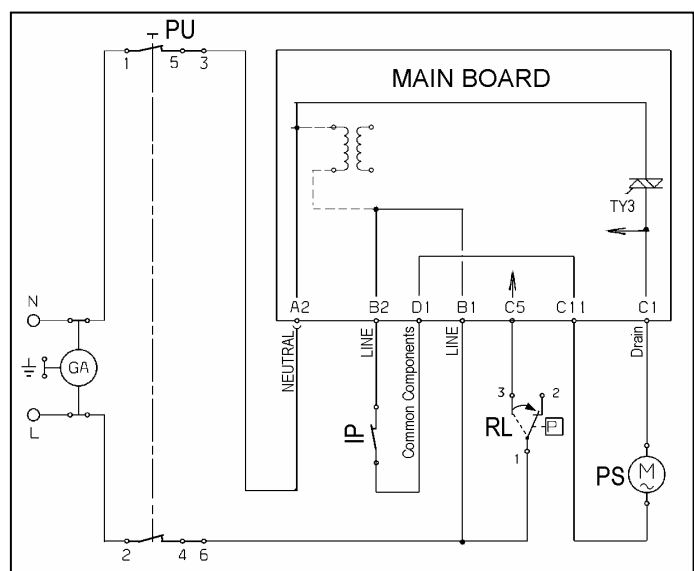 PU
1 5 3
MAIN BOARD
TY3
N
GA
L
A2 B2 D1 B1 C5 C11 C1
NEUTRAL
LINE
Common Components
LINE
Drain
3 2
RL P
1
IP
PS M
2 4 6